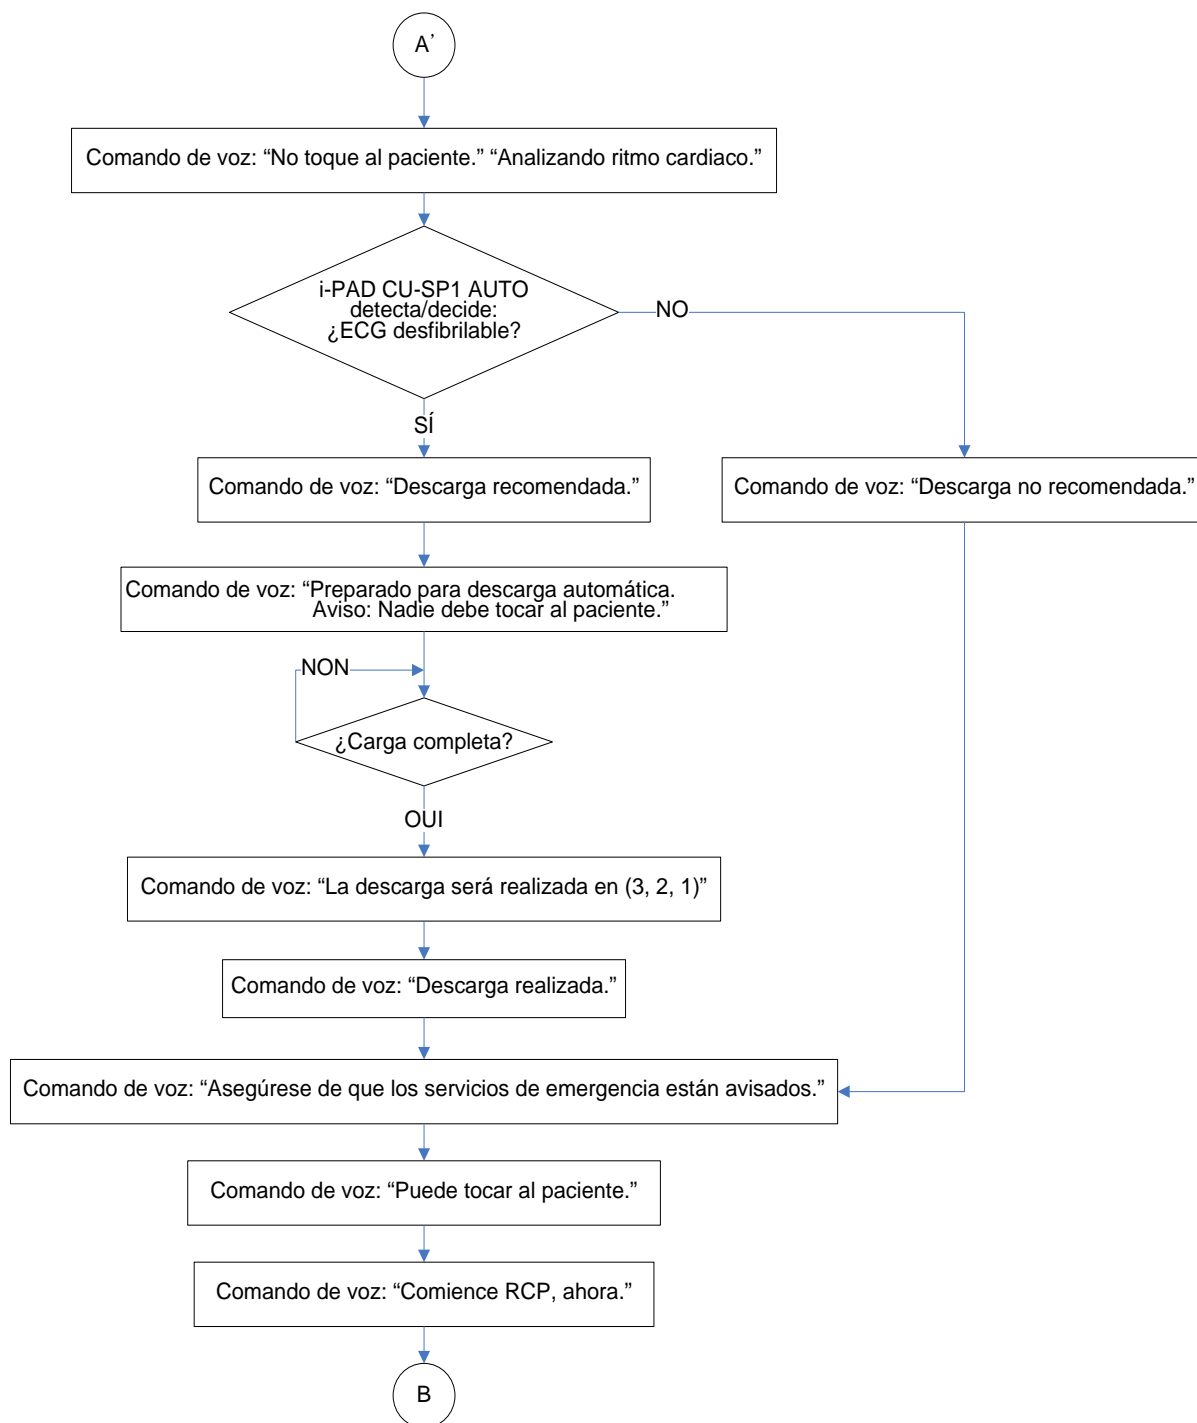 A’
Comando de voz: “No toque al paciente.” “Analizando ritmo cardiaco.”
i-PAD CU-SP1 AUTO
detecta/decide:
¿ECG desfibrilable?
NO
SÍ
Comando de voz: “Descarga recomendada.”
Comando de voz: “Descarga no recomendada.”
Comando de voz: “Preparado para descarga automática.
Aviso: Nadie debe tocar al paciente.”
NON
¿Carga completa?
OUI
Comando de voz: “La descarga será realizada en (3, 2, 1)”
Comando de voz: “Descarga realizada.”
Comando de voz: “Asegúrese de que los servicios de emergencia están avisados.”
Comando de voz: “Puede tocar al paciente.”
Comando de voz: “Comience RCP, ahora.”
B